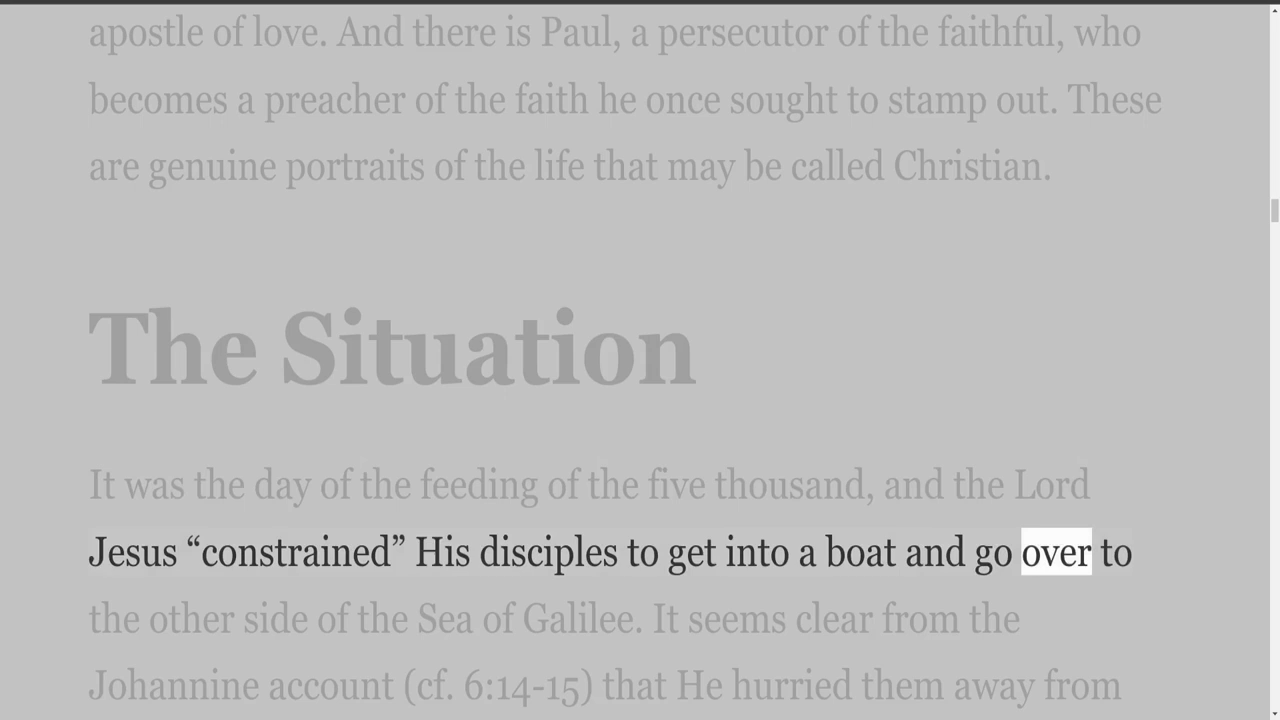 apostle of love. And there is Paul, a persecutor of the faithful, who
becomes a preacher of the faith he once sought to stamp out. These
are genuine portraits of the life that may be called Christian.
The Situation
It was the day of the feeding of the five thousand, and the Lord
Jesus “constrained” His disciples to get into a boat and go over to
the other side of the Sea of Galilee. It seems clear from the
Johannine account (cf. 6:14-15) that He hurried them away from